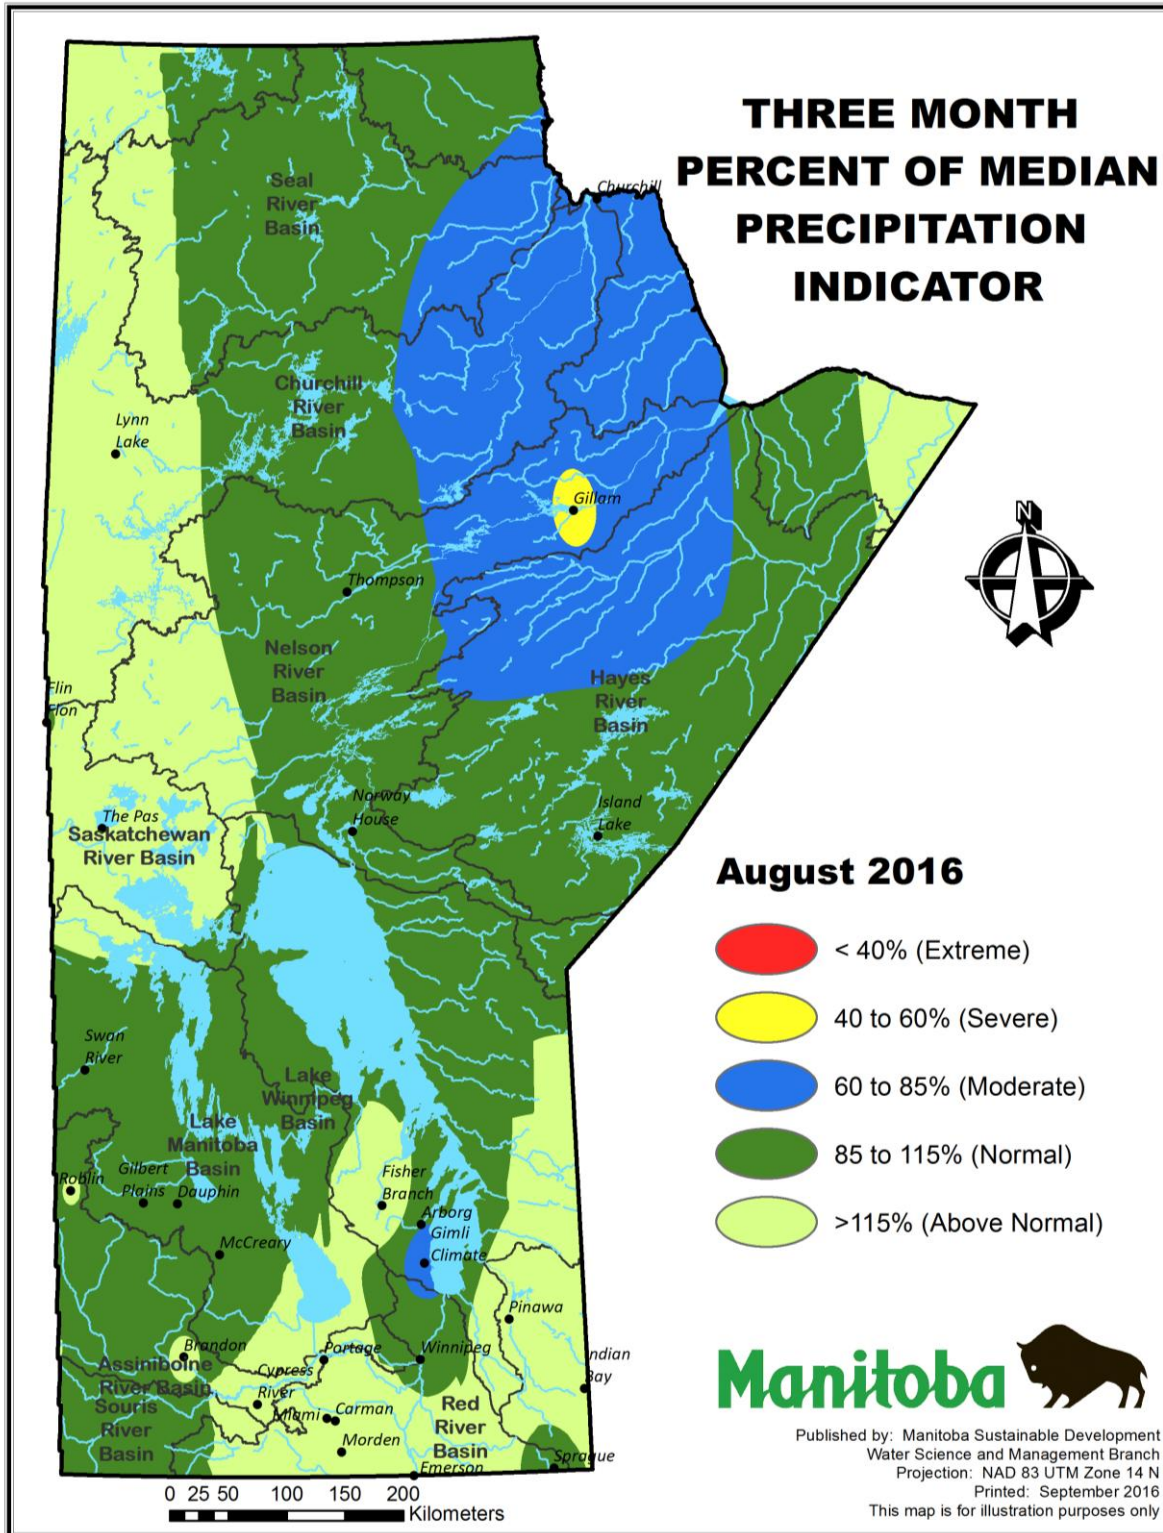 THREE MONTH
PERCENT OF MEDIAN
PRECIPITATION
INDICATOR
Churchill
Seal
River
Basin
Churchill
River
Basin
Lynn
Lake
Gillam
N
Thompson
Nelson
River
Basin
Hayes
River
Basin
Flin
Flon
Norway
House
Island
Lake
The Pas
Saskatchewan
River Basin
August 2016
< 40% (Extreme)
40 to 60% (Severe)
60 to 85% (Moderate)
85 to 115% (Normal)
>115% (Above Normal)
Swan
River
Lake
Winnipeg
Basin
Lake
Manitoba
Basin
Roblin
Gilbert
Plains
Dauphin
Fisher
Branch
Arborg
Gimli
Climate
McCreary
Pinawa
Brandon
Portage
Winnipeg
Indian
Bay
Assiniboine
River Basin
Cypress
River
Souris
River
Basin
Miami
Carman
Red
River
Basin
Morden
Emerson
Sprague
0 25 50 100 150 200
Kilometers
Manitoba
Published by: Manitoba Sustainable Development
Water Science and Management Branch
Projection: NAD 83 UTM Zone 14 N
Printed: September 2016
This map is for illustration purposes only